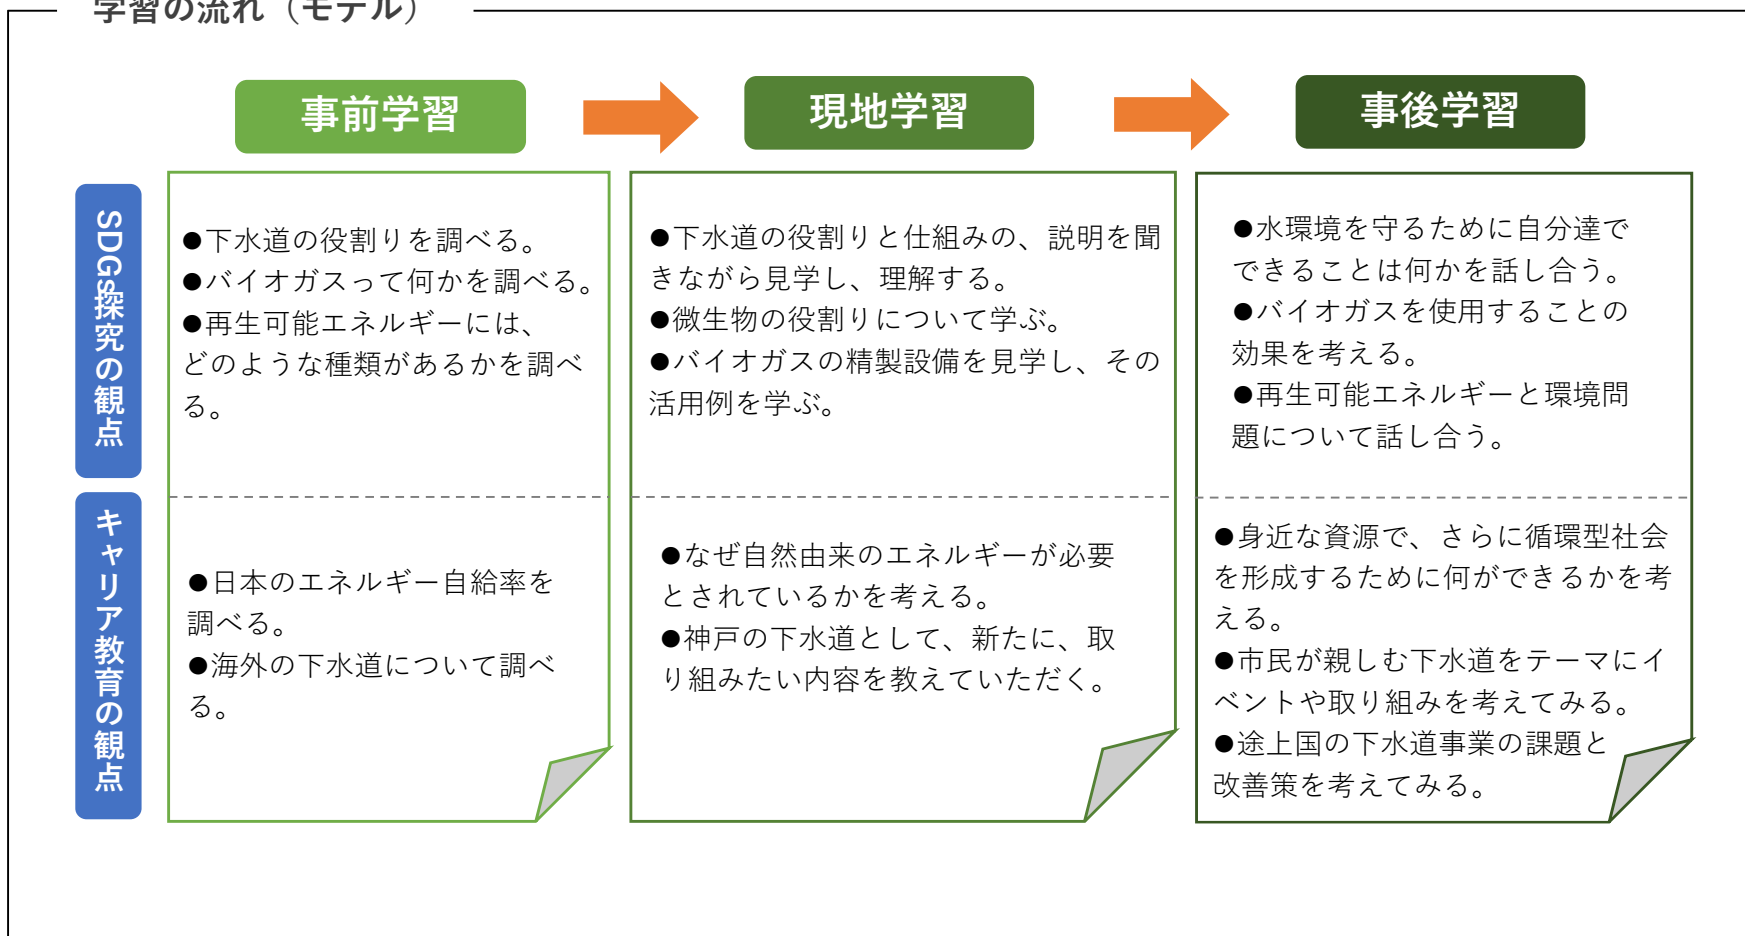 学習の流れ（モデル）
事前学習
現地学習
事後学習
SDGs探究の観点
●下水道の役割りを調べる。
●バイオガスって何かを調べる。
●再生可能エネルギーには、
どのような種類があるかを調べ
る。
●下水道の役割りと仕組みの、説明を聞
きながら見学し、理解する。
●微生物の役割りについて学ぶ。
●バイオガスの精製設備を見学し、その
活用例を学ぶ。
●水環境を守るために自分達で
できることは何かを話し合う。
●バイオガスを使用することの
効果を考える。
●再生可能エネルギーと環境問
題について話し合う。
キャリア教育の観点
●日本のエネルギー自給率を
調べる。
●海外の下水道について調べ
る。
●なぜ自然由来のエネルギーが必要
とされているかを考える。
●神戸の下水道として、新たに、取
り組みたい内容を教えていただく。
●身近な資源で、さらに循環型社会
を形成するために何ができるかを考
える。
●市民が親しむ下水道をテーマにイ
ベントや取り組みを考えてみる。
●途上国の下水道事業の課題と
改善策を考えてみる。